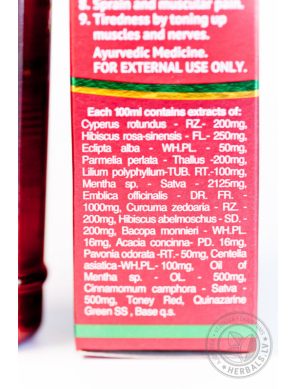 8. Sprain and muscular pain.
9. Tiredness by toning up
muscles and nerves.
Ayurvedic Medicine.
FOR EXTERNAL USE ONLY.
Each 100ml contains extracts of:
Cyperus rotundus - RZ.- 200mg,
Hibiscus rosa-sinensis - FL.- 250mg,
Eclipta alba - WH.PL. - 50mg,
Parmelia perlata - Thallus -200mg,
Lilium polyphyllum-TUB. RT.-100mg,
Mentha sp. - Satva - 2125mg,
Emblica officinalis - DR. FR. -
1000mg, Curcuma zedoaria - RZ. -
200mg, Hibiscus abelmoschus - SD. -
200mg, Bacopa monnieri - WH.PL.
16mg, Acacia concinna- PD. 16mg,
Pavonia odorata -RT.- 50mg, Centella
asiatica-WH.PL.- 100mg, Oil of
Mentha sp. - OL. - 500mg,
Cinnamomum camphora - Satva -
500mg, Toney Red, Quinazarine
Green SS , Base q.s.
HERBALS.LV